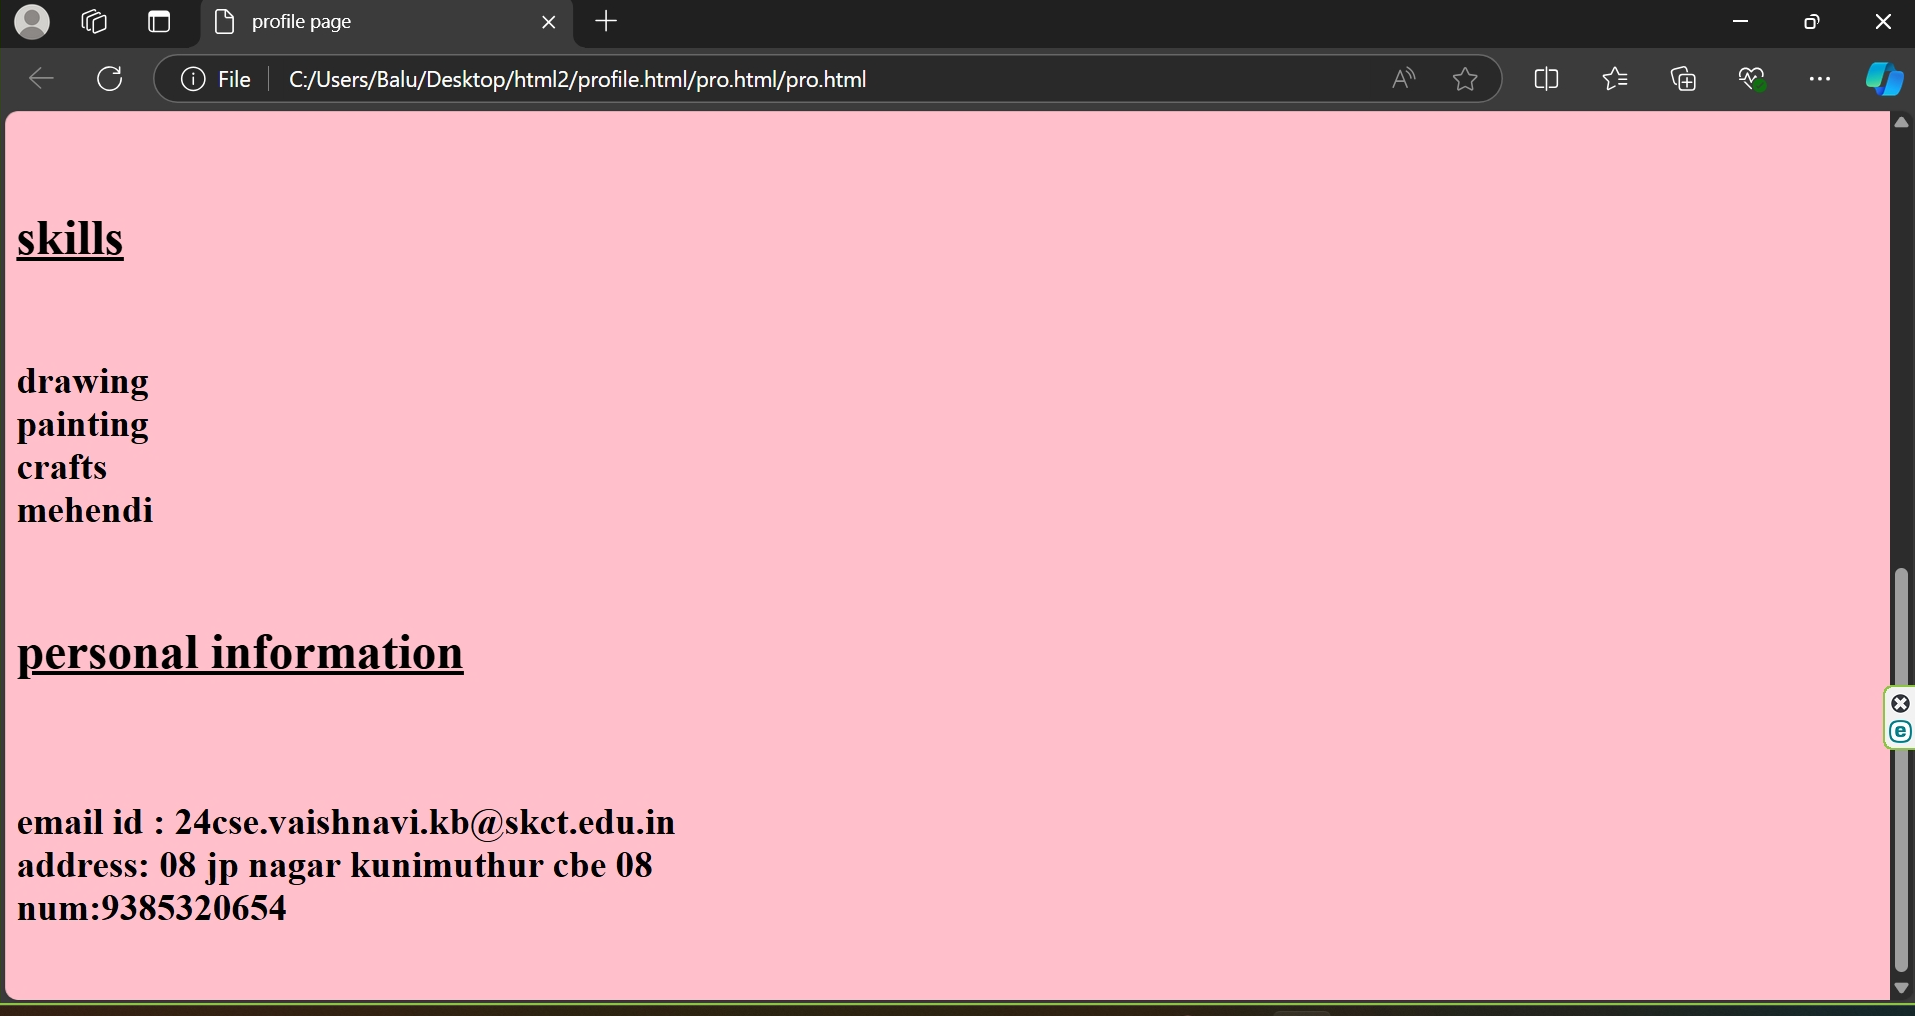 profile page
File
C:/Users/Balu/Desktop/html2/profile.html/pro.html/pro.html
skills
drawing
painting
crafts
mehendi
personal information
email id : 24cse.vaishnavi.kb@skct.edu.in
address: 08 jp nagar kunimuthur cbe 08
num:9385320654